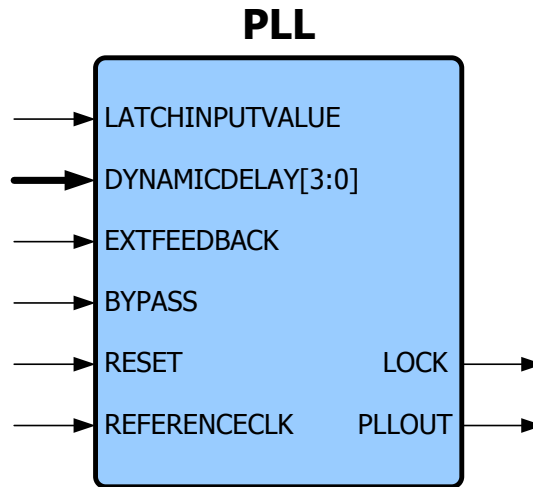 PLL
LATCHINPUTVALUE
DYNAMICDELAY[3:0]
EXTFEEDBACK
BYPASS
RESET LOCK
REFERENCECLK PLLOUT